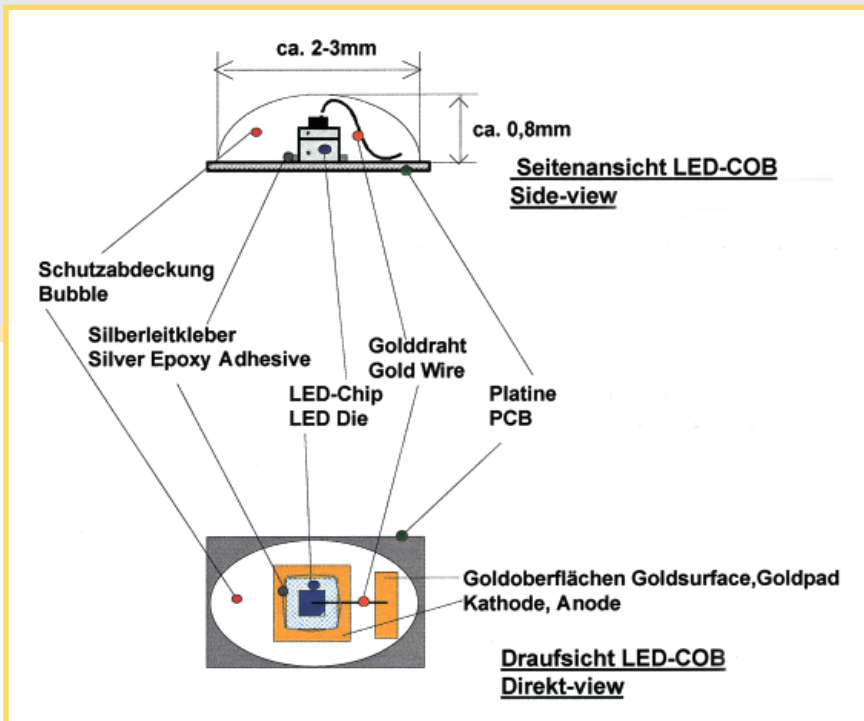 ca. 2-3mm
ca. 0,8mm
Seitenansicht LED-COB
Side-view
Schutzabdeckung
Bubble
Silberleitkleber
Silver Epoxy Adhesive
Golddraht
Gold Wire
LED-Chip
LED Die
Platine
PCB
Goldoberflächen Goldsurface,Goldpad
Kathode, Anode
Draufsicht LED-COB
Direkt-view